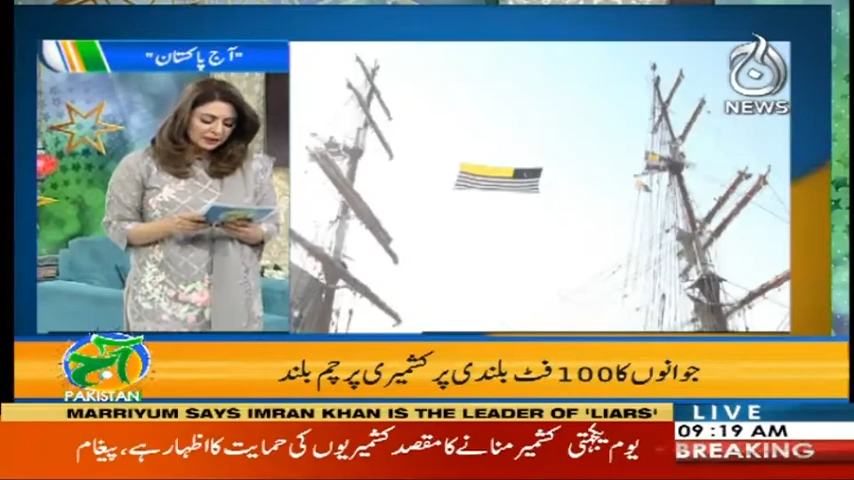 "آج پاکستان"
آج
NEWS
جوانوں کا 100 فٹ بلندی پر کشمیری پرچم بلند
آج
PAKISTAN
MARRIYUM SAYS IMRAN KHAN IS THE LEADER OF 'LIARS'
LIVE
09:19 AM
BREAKING
یوم یکجہتی کشمیر منانے کا مقصد کشمیریوں کی حمایت کا اظہار ہے، پیغام